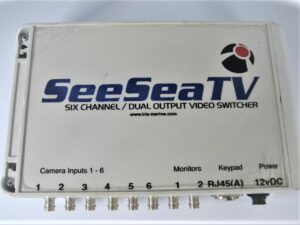 SeeSeaTV
SIX CHANNEL / DUAL OUTPUT VIDEO SWITCHER
www.iris-marine.com
Camera Inputs 1 - 6 Monitors Keypad Power
1 2 3 4 5 6 1 2 RJ45(A) 12vDC